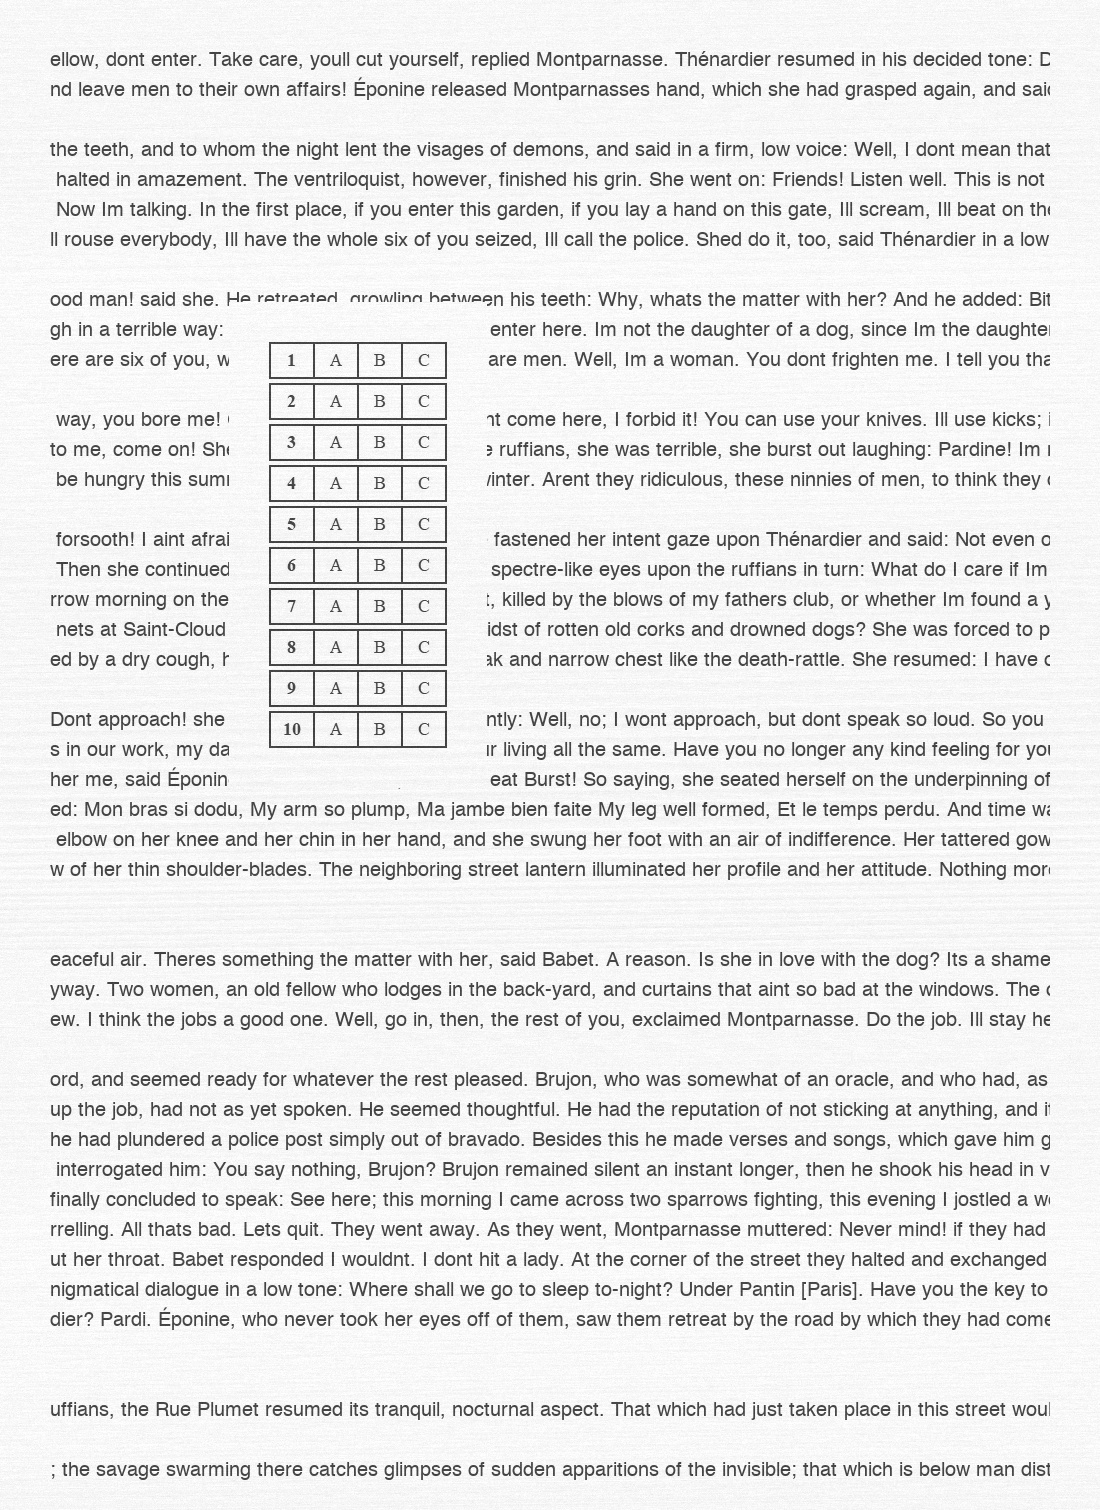 ellow, dont enter. Take care, youll cut yourself, replied Montparnasse. Thénardier resumed in his decided tone:
nd leave men to their own affairs! Éponine released Montparnasses hand, which she had grasped again, and
the teeth, and to whom the night lent the visages of demons, and said in a firm, low voice: Well, I dont mean that
halted in amazement. The ventriloquist, however, finished his grin. She went on: Friends! Listen well. This is not
Now Im talking. In the first place, if you enter this garden, if you lay a hand on this gate, Ill scream, Ill beat on
ll rouse everybody, Ill have the whole six of you seized, Ill call the police. Shed do it, too, said Thénardier in a low
ood man! said she. He retreated, growling between his teeth: Why, whats the matter with her? And he added: Bit
gh in a terrible way: enter here. Im not the daughter of a dog, since Im the daughter
ere are six of you, w are men. Well, Im a woman. You dont frighten me. I tell you
1 A B C
2 A B C
way, you bore me! nt come here, I forbid it! You can use your knives. Ill use kicks;
3 A B C
to me, come on! ruffians, she was terrible, she burst out laughing: Pardine! Im
4 A B C
be hungry this Arent they ridiculous, these ninnies of men, to think they
5 A B C
forsooth! I aint fastened her intent gaze upon Thénardier and said: Not even
6 A B C
Then she continued spectre-like eyes upon the ruffians in turn: What do I care if Im
7 A B C
rrow morning on the killed by the blows of my fathers club, or whether Im found a
nets at Saint-Cloud idst of rotten old corks and drowned dogs? She was forced to p
8 A B C
ed by a dry cough, ak and narrow chest like the death-rattle. She resumed: I have
9 A B C
10 A B C
Dont approach! she ntly: Well, no; I wont approach, but dont speak so loud. So you
s in our work, my da living all the same. Have you no longer any kind feeling for
her me, said eat Burst! So saying, she seated herself on the underpinning of
ed: Mon bras si dodu, My arm so plump, Ma jambe bien faite My leg well formed, Et le temps perdu. And time
elbow on her knee and her chin in her hand, and she swung her foot with an air of indifference. Her tattered
w of her thin shoulder-blades. The neighboring street lantern illuminated her profile and her attitude. Nothing
eaceful air. Theres something the matter with her, said Babet. A reason. Is she in love with the dog? Its a shame
yway. Two women, an old fellow who lodges in the back-yard, and curtains that aint so bad at the windows. The
ew. I think the jobs a good one. Well, go in, then, the rest of you, exclaimed Montparnasse. Do the job. Ill stay
ord, and seemed ready for whatever the rest pleased. Brujon, who was somewhat of an oracle, and who had, as
up the job, had not as yet spoken. He seemed thoughtful. He had the reputation of not sticking at anything, and
he had plundered a police post simply out of bravado. Besides this he made verses and songs, which gave him
interrogated him: You say nothing, Brujon? Brujon remained silent an instant longer, then he shook his head in v
finally concluded to speak: See here; this morning I came across two sparrows fighting, this evening I jostled a
rrelling. All thats bad. Lets quit. They went away. As they went, Montparnasse muttered: Never mind! if they had
ut her throat. Babet responded I wouldnt. I dont hit a lady. At the corner of the street they halted and exchanged
nigmatical dialogue in a low tone: Where shall we go to sleep to-night? Under Pantin [Paris]. Have you the key to
dier? Pardi. Éponine, who never took her eyes off of them, saw them retreat by the road by which they had come
uffians, the Rue Plumet resumed its tranquil, nocturnal aspect. That which had just taken place in this street
; the savage swarming there catches glimpses of sudden apparitions of the invisible; that which is below man dist